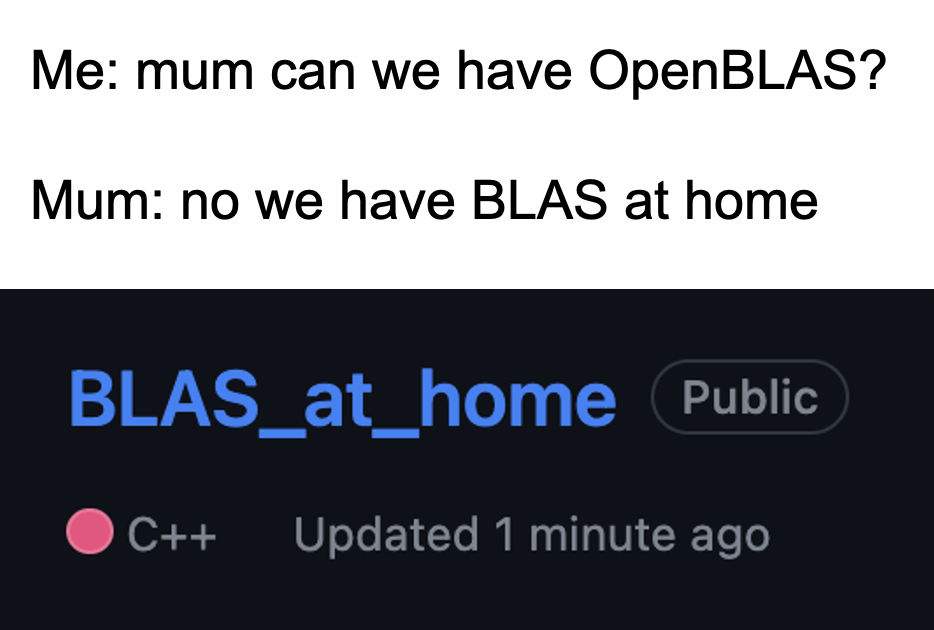 Me: mum can we have OpenBLAS?
Mum: no we have BLAS at home
BLAS_at_home Public
C++ Updated 1 minute ago